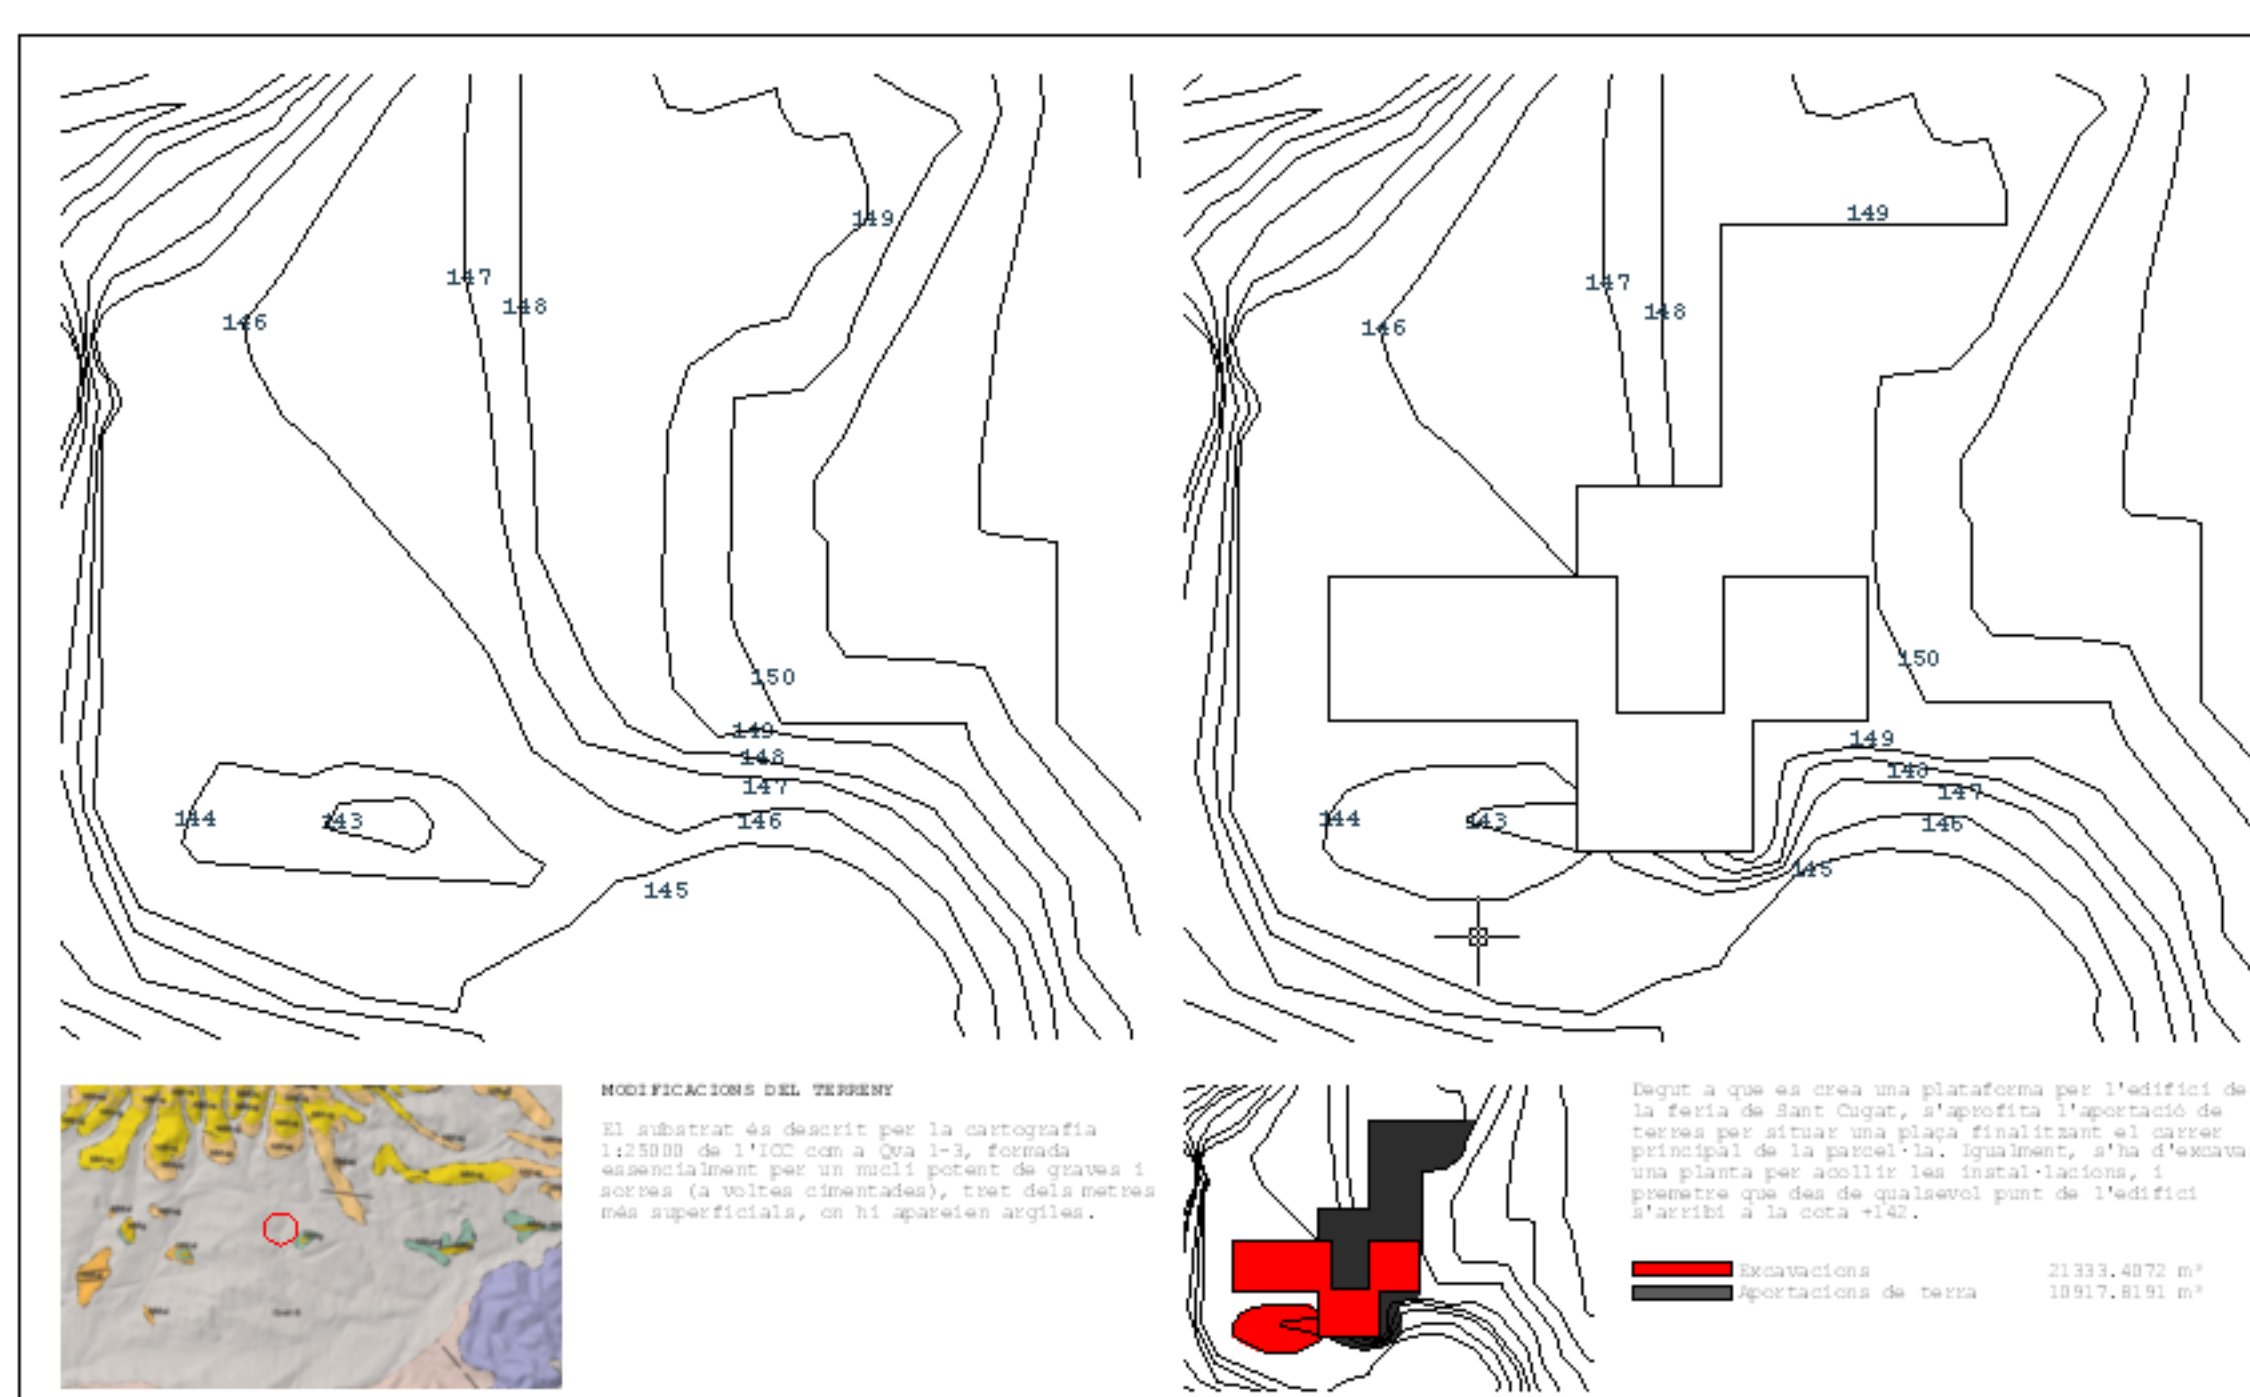 149
147
148
146
150
149
148
147
146
144
143
145
149
147
148
146
150
149
148
147
146
144
143
145
MODIFICACIONS DEL TERRENY
El substrat és descrit per la cartografia
1:25000 de l'ICC com a Qva 1-3, formada
essencialment per un nucli potent de graves i
sorres (a voltes cimentades), tret dels metres
més superficials, on hi apareien argiles.
Degut a que es crea una plataforma per l'edifici de
la feria de Sant Cugat, s'aprofita l'aportació de
terres per situar una plaça finalitzant el carrer
principal de la parcel·la. Igualment, s'ha d'excava
una planta per acollir les instal·lacions, i
premetre que des de qualsevol punt de l'edifici
s'arribi a la cota +142.
Excavacions 21333.4072 m³
Aportacions de terra 10917.8191 m³